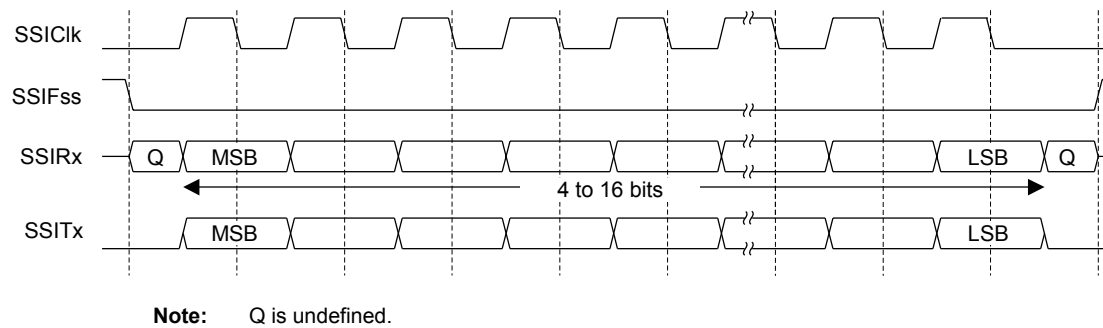 SSIClk
SSIFss
SSIRx Q MSB LSB Q
4 to 16 bits
SSITx MSB LSB
Note: Q is undefined.